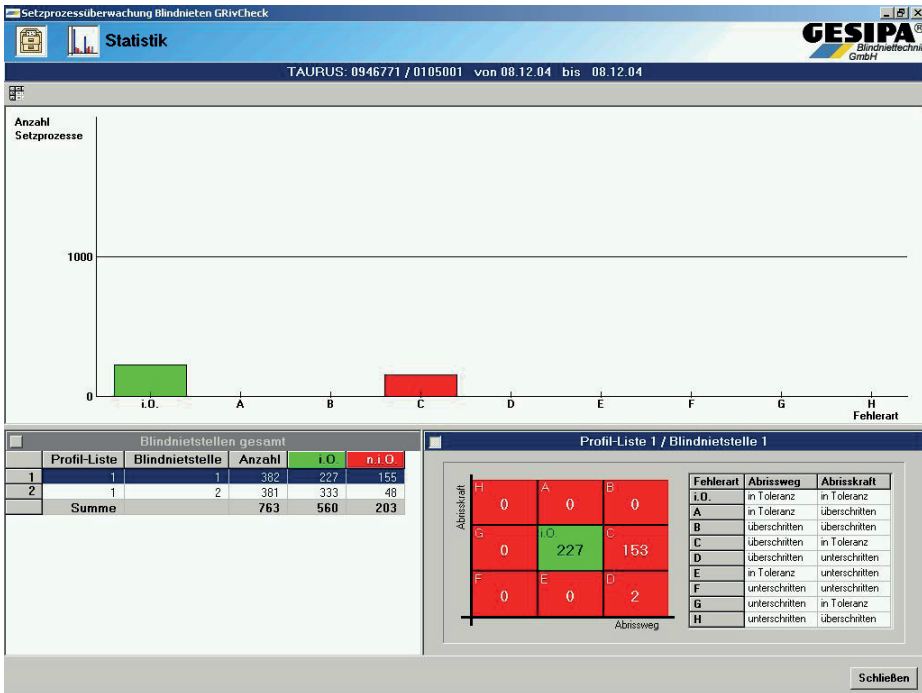 Setzprozessüberwachung Blindnieten GRivCheck
Statistik
GESIPA®
Blindniettechnik
GmbH
TAURUS: 0946771 / 0105001 von 08.12.04 bis 08.12.04
Anzahl
Setzprozesse
1000
0
i.O. A B C D E F G H
Fehlerart
Blindnietstellen gesamt
Profil-Liste Blindnietstelle Anzahl i.O. n.i.O.
1 1 1 382 227 155
2 1 2 381 333 48
Summe 763 560 203
Profil-Liste 1 / Blindnietstelle 1
Abrisskraft
H A B
0 0 0
G i.O. C
0 227 153
F E D
0 0 2
Abrissweg
Fehlerart Abrissweg Abrisskraft
i.O. in Toleranz in Toleranz
A in Toleranz überschritten
B überschritten überschritten
C überschritten in Toleranz
D überschritten unterschritten
E in Toleranz unterschritten
F unterschritten unterschritten
G unterschritten in Toleranz
H unterschritten überschritten
Schließen